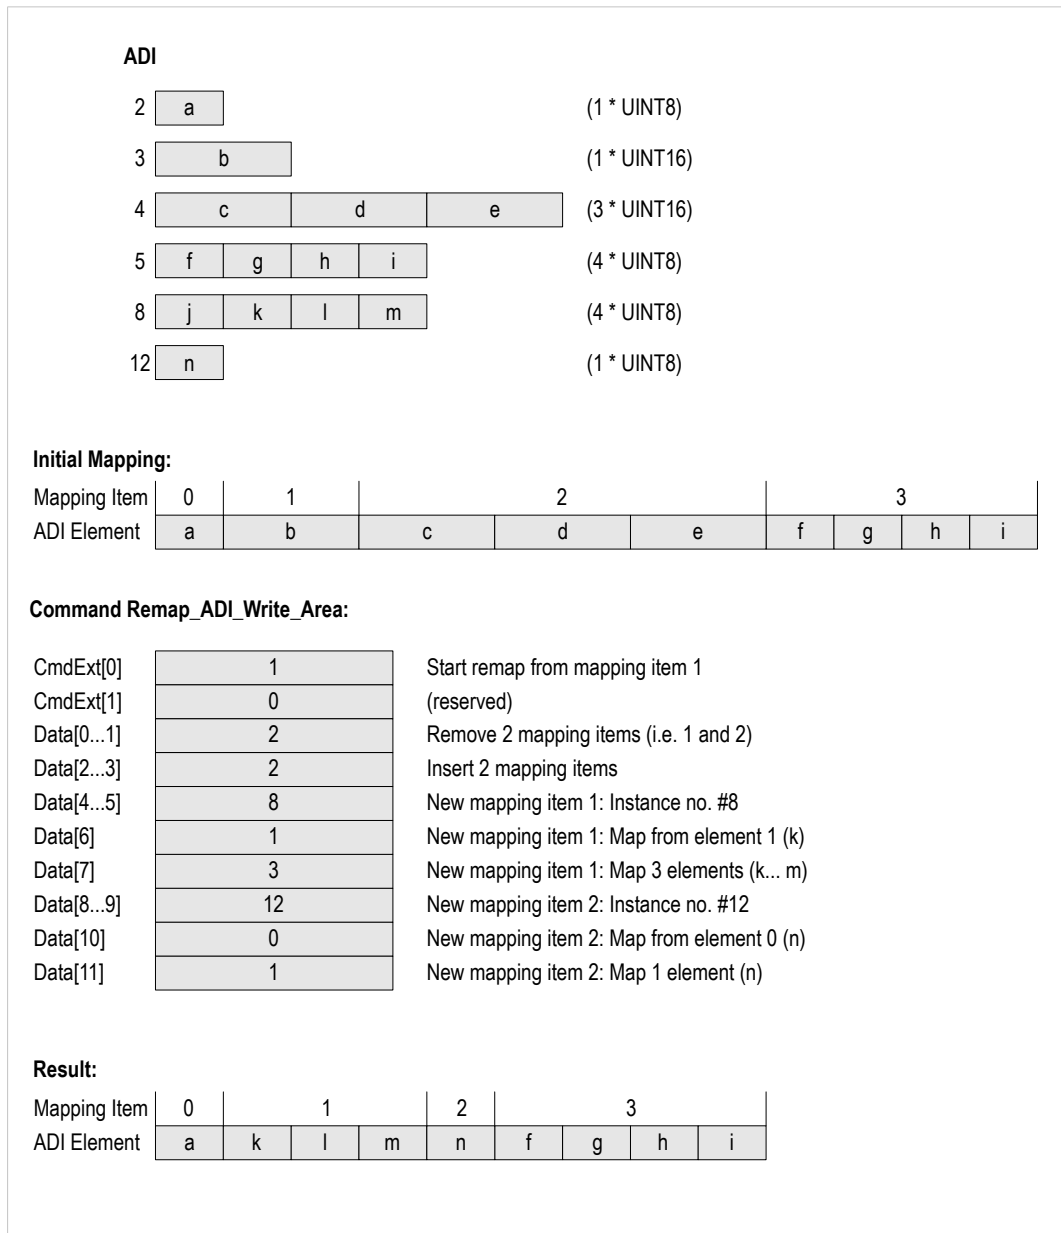 ADI
2 a (1 * UINT8)
3 b (1 * UINT16)
4 c d e (3 * UINT16)
5 f g h i (4 * UINT8)
8 j k l m (4 * UINT8)
12 n (1 * UINT8)
Initial Mapping:
Mapping Item 0 1 2 3
ADI Element a b c d e f g h i
Command Remap_ADI_Write_Area:
CmdExt[0] 1 Start remap from mapping item 1
CmdExt[1] 0 (reserved)
Data[0...1] 2 Remove 2 mapping items (i.e. 1 and 2)
Data[2...3] 2 Insert 2 mapping items
Data[4...5] 8 New mapping item 1: Instance no. #8
Data[6] 1 New mapping item 1: Map from element 1 (k)
Data[7] 3 New mapping item 1: Map 3 elements (k... m)
Data[8...9] 12 New mapping item 2: Instance no. #12
Data[10] 0 New mapping item 2: Map from element 0 (n)
Data[11] 1 New mapping item 2: Map 1 element (n)
Result:
Mapping Item 0 1 2 3
ADI Element a k l m n f g h i